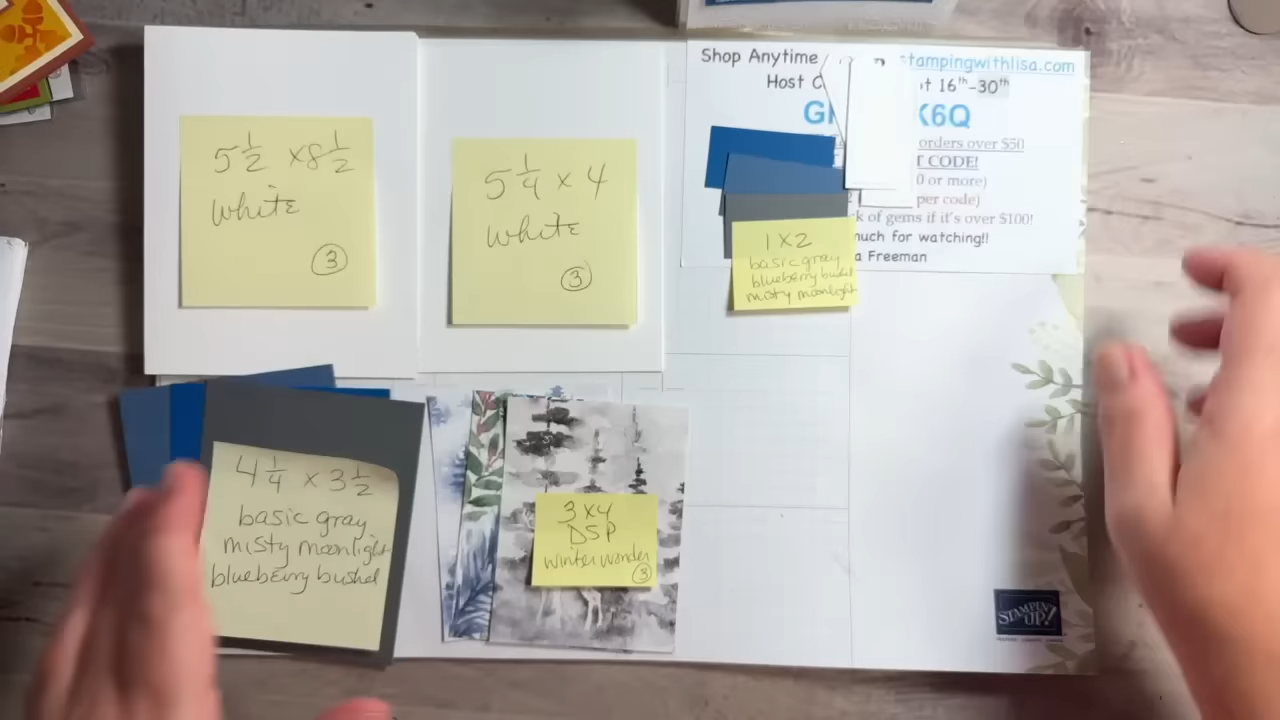 Shop Anytime stampingwithlisa.com
Host 16th-30th
K6Q
orders over $50
CODE!
0 or more)
per code)
k of gems if it's over $100!
much for watching!!
Freeman
5 1/2 x 8 1/2
white
3
5 1/4 x 4
white
3
1 x 2
basic gray
blueberry bushel
misty moonlight
4 1/4 x 3 1/2
basic gray
misty moonlight
blueberry bushel
3 x 4
DSP
winter wonder
3
STAMPIN' UP!